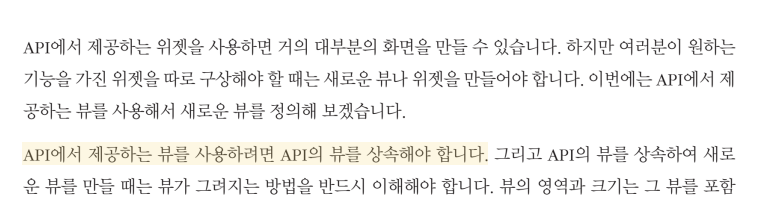 API에서 제공하는 위젯을 사용하면 거의 대부분의 화면을 만들 수 있습니다. 하지만 여러분이 원하는
기능을 가진 위젯을 따로 구상해야 할 때는 새로운 뷰나 위젯을 만들어야 합니다. 이번에는 API에서 제
공하는 뷰를 사용해서 새로운 뷰를 정의해 보겠습니다.
API에서 제공하는 뷰를 사용하려면 API의 뷰를 상속해야 합니다. 그리고 API의 뷰를 상속하여 새로
운 뷰를 만들 때는 뷰가 그려지는 방법을 반드시 이해해야 합니다. 뷰의 영역과 크기는 그 뷰를 포함